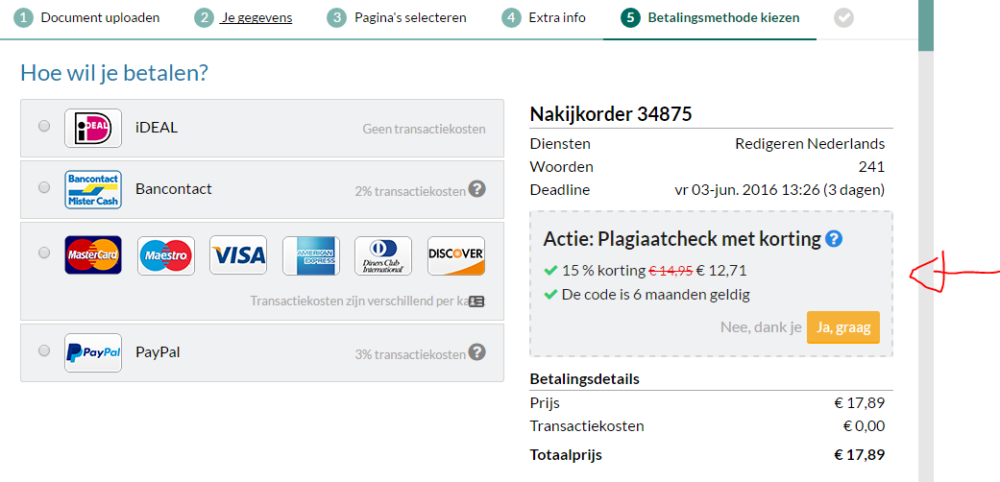 1 Document uploaden 2 Je gegevens 3 Pagina's selecteren 4 Extra info 5 Betalingsmethode kiezen
Hoe wil je betalen?
iDEAL iDEAL Geen transactiekosten
Bancontact Mister Cash Bancontact 2% transactiekosten ?
MasterCard Maestro VISA AMERICAN EXPRESS Diners Club International DISCOVER
Transactiekosten zijn verschillend per
PayPal PayPal 3% transactiekosten ?
Nakijkorder 34875
Diensten Redigeren Nederlands
Woorden 241
Deadline vr 03-jun. 2016 13:26 (3 dagen)
Actie: Plagiaatcheck met korting ?
15 % korting € 14,95 € 12,71
De code is 6 maanden geldig
Nee, dank je Ja, graag
Betalingsdetails
Prijs € 17,89
Transactiekosten € 0,00
Totaalprijs € 17,89